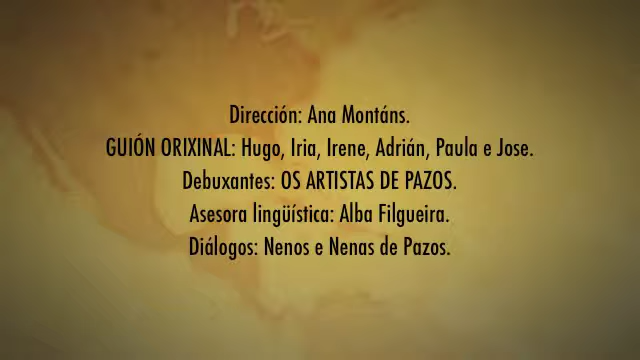 Dirección: Ana Montáns.
GUIÓN ORIXINAL: Hugo, Iria, Irene, Adrián, Paula e Jose.
Debuxantes: OS ARTISTAS DE PAZOS.
Asesora lingüística: Alba Filgueira.
Diálogos: Nenos e Nenas de Pazos.